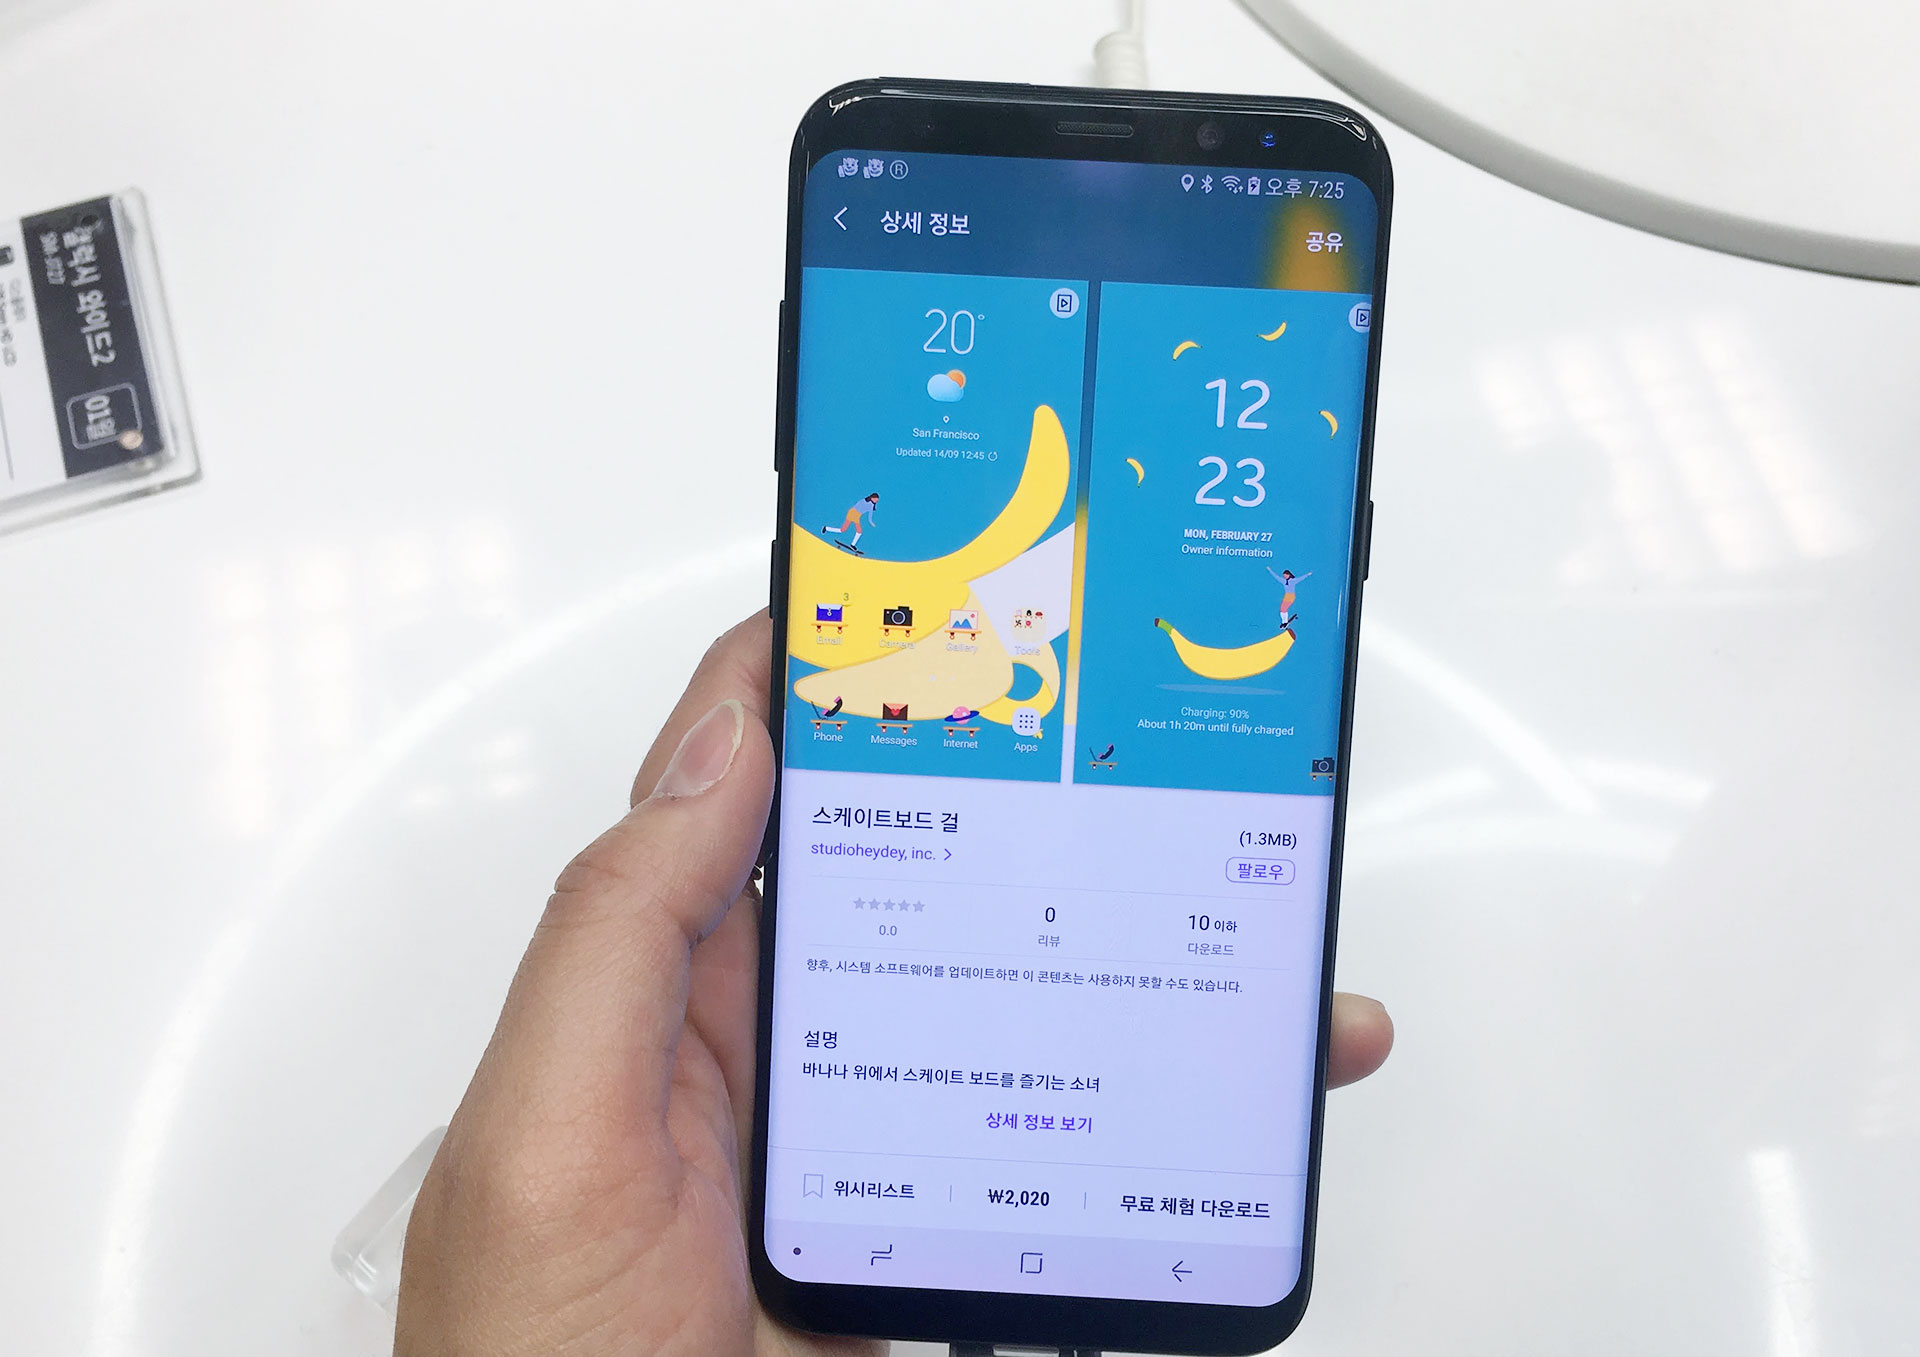 갤럭시 와이드2
SM-J727
01일
Ⓡ
오후 7:25
상세 정보
공유
20°
San Francisco
Updated 14/09 12:45
3
Email
Camera
Gallery
Tools
Phone
Messages
Internet
Apps
12
23
MON, FEBRUARY 27
Owner information
Charging: 90%
About 1h 20m until fully charged
스케이트보드 걸
(1.3MB)
studioheydey, inc.
팔로우
0.0
0
리뷰
10 이하
다운로드
향후, 시스템 소프트웨어를 업데이트하면 이 콘텐츠는 사용하지 못할 수도 있습니다.
설명
바나나 위에서 스케이트 보드를 즐기는 소녀
상세 정보 보기
위시리스트
₩2,020
무료 체험 다운로드